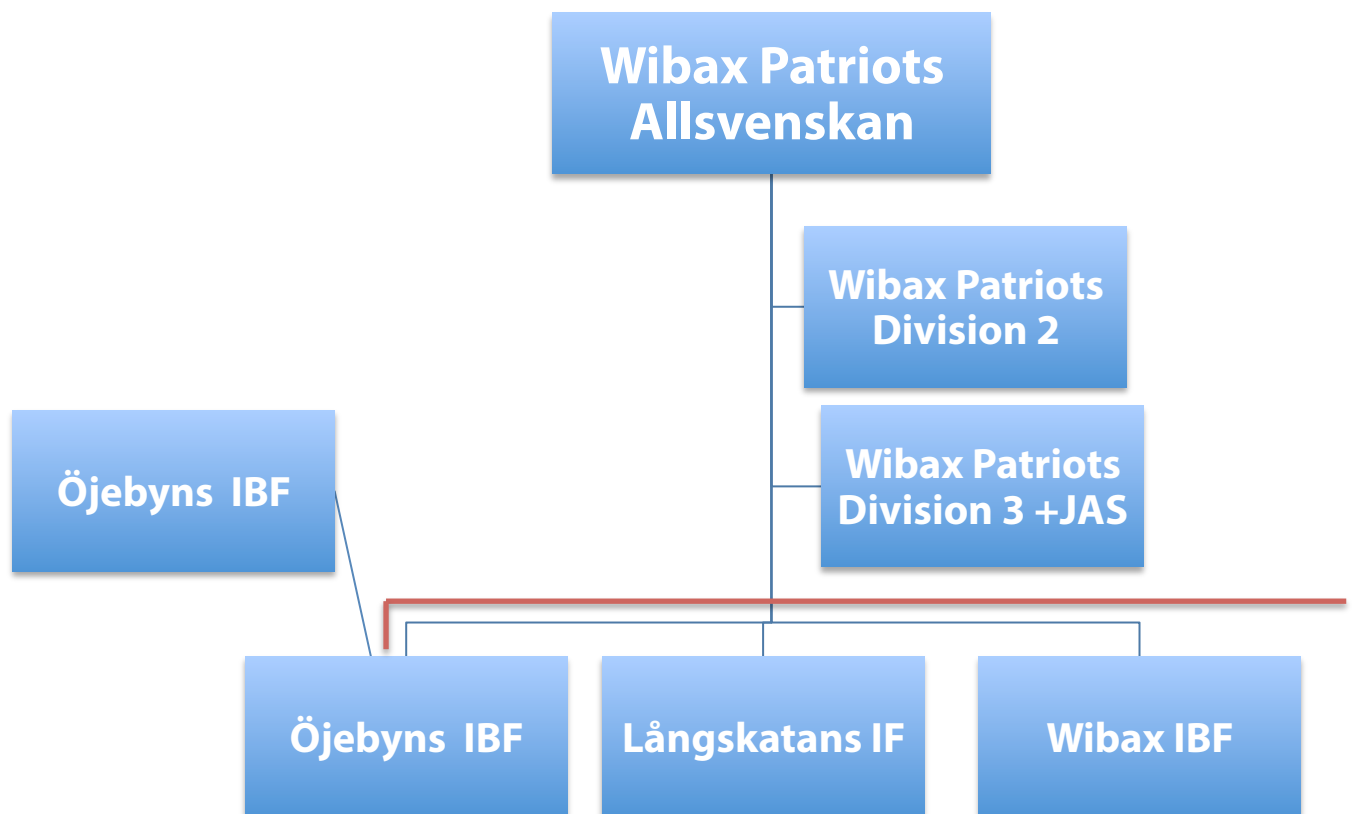 Wibax Patriots
Allsvenskan
Wibax Patriots
Division 2
Wibax Patriots
Division 3 +JAS
Öjebyns  IBF
Öjebyns  IBF
Långskatans IF
Wibax IBF